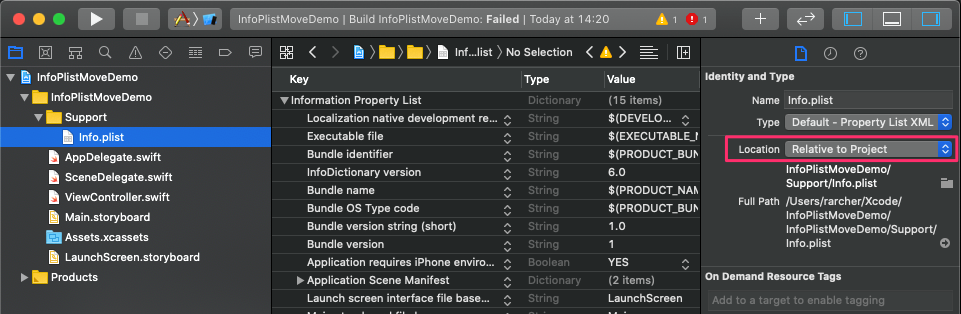 InfoPlistMoveDemo | Build InfoPlistMoveDemo: Failed | Today at 14:20 1 1
Inf...list No Selection
InfoPlistMoveDemo
InfoPlistMoveDemo
Support
Info.plist
AppDelegate.swift
SceneDelegate.swift
ViewController.swift
Main.storyboard
Assets.xcassets
LaunchScreen.storyboard
Products
Key Type Value
Information Property List Dictionary (15 items)
Localization native development re... String $(DEVELO...
Executable file String $(EXECUTABLE_N
Bundle identifier String $(PRODUCT_BUN
InfoDictionary version String 6.0
Bundle name String $(PRODUCT_NAM
Bundle OS Type code String $(PRODUCT_BUN
Bundle version string (short) String 1.0
Bundle version String 1
Application requires iPhone enviro... Boolean YES
Application Scene Manifest Dictionary (2 items)
Launch screen interface file base... String LaunchScreen
Identity and Type
Name Info.plist
Type Default - Property List XML
Location Relative to Project
InfoPlistMoveDemo/
Support/Info.plist
Full Path /Users/rarcher/Xcode/
InfoPlistMoveDemo/
InfoPlistMoveDemo/Support/
Info.plist
On Demand Resource Tags
Add to a target to enable tagging